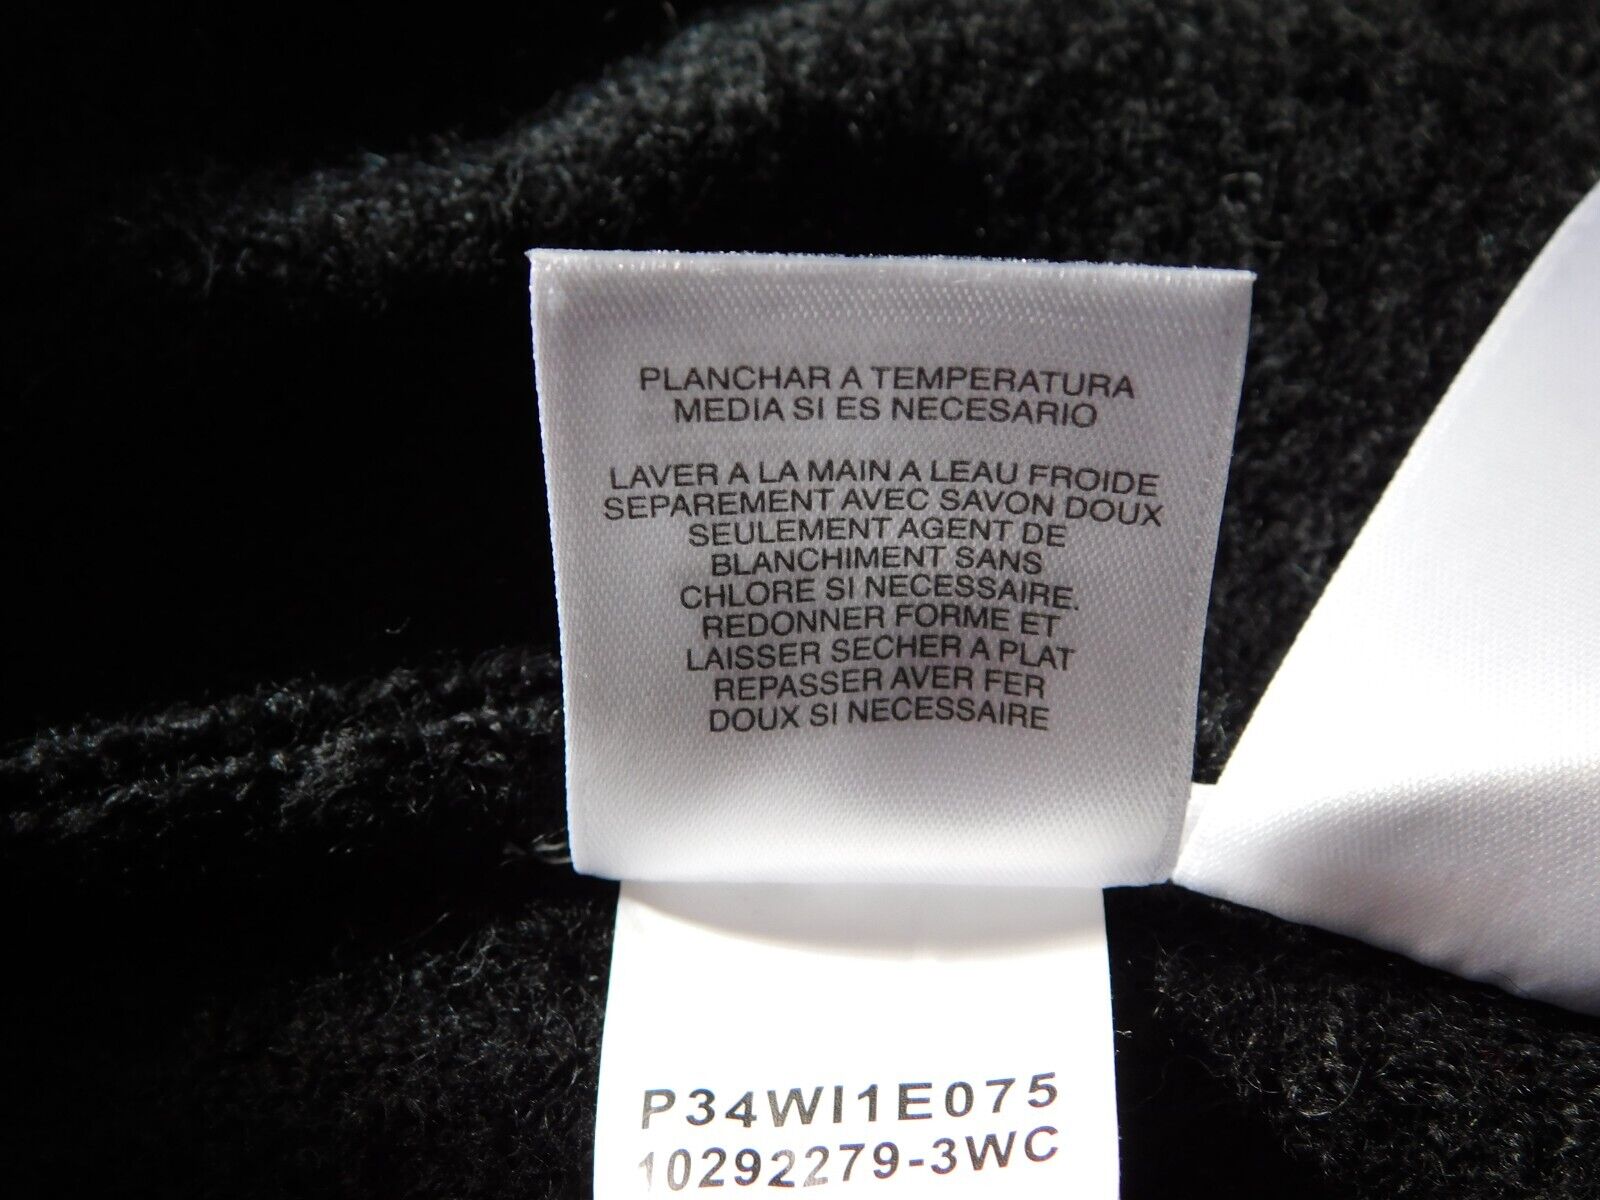 PLANCHAR A TEMPERATURA
MEDIA SI ES NECESARIO
LAVER A LA MAIN A LEAU FROIDE
SEPAREMENT AVEC SAVON DOUX
SEULEMENT AGENT DE
BLANCHIMENT SANS
CHLORE SI NECESSAIRE.
REDONNER FORME ET
LAISSER SECHER A PLAT
REPASSER AVER FER
DOUX SI NECESSAIRE
P34WI1E075
10292279-3WC